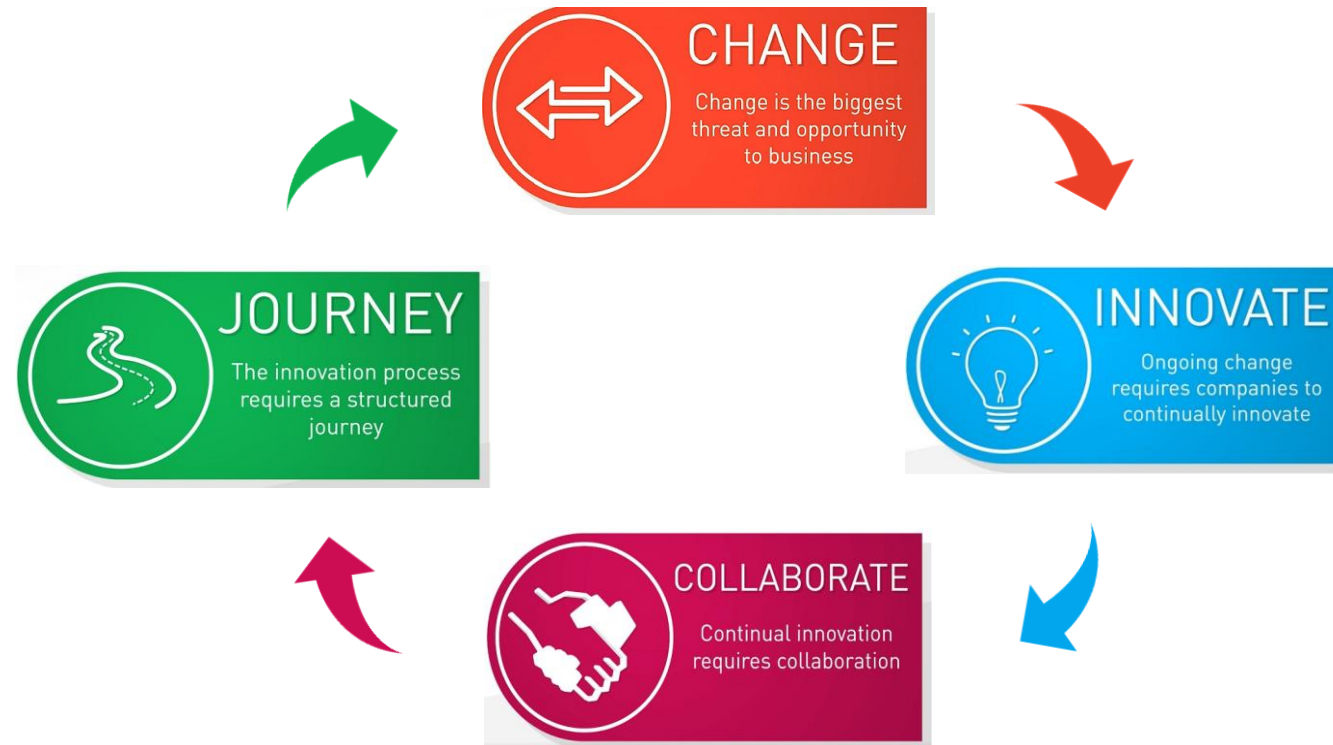 CHANGE
Change is the biggest
threat and opportunity
to business
INNOVATE
Ongoing change
requires companies to
continually innovate
COLLABORATE
Continual innovation
requires collaboration
JOURNEY
The innovation process
requires a structured
journey